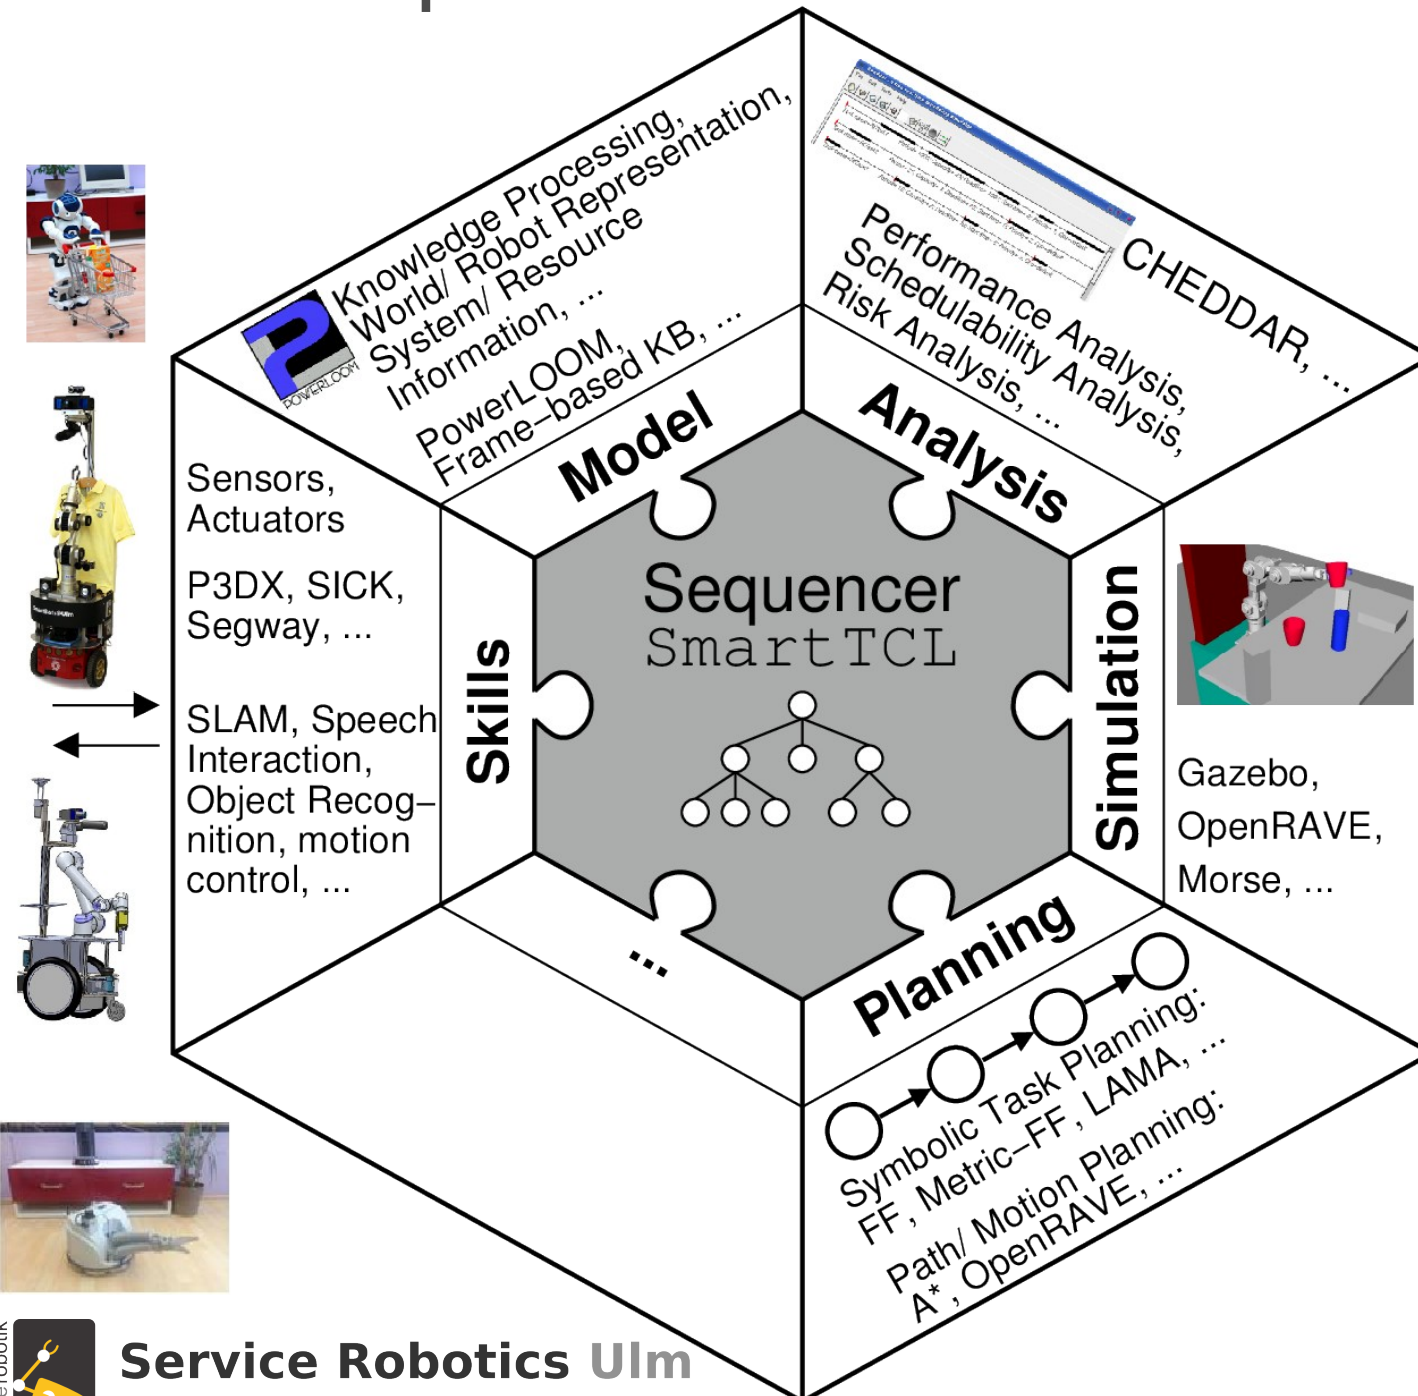 Knowledge Processing,
World/ Robot Representation,
System/ Resource
Information, ...
PowerLOOM,
Frame–based KB, ...
POWERLOOM
Model
CHEDDAR, ...
Performance Analysis,
Schedulability Analysis,
Risk Analysis, ...
Analysis
Sensors,
Actuators
P3DX, SICK,
Segway, ...
SLAM, Speech
Interaction,
Object Recog–
nition, motion
control, ...
Skills
Sequencer
SmartTCL
Simulation
Gazebo,
OpenRAVE,
Morse, ...
...
Planning
Symbolic Task Planning:
FF, Metric–FF, LAMA, ...
Path/ Motion Planning:
A*, OpenRAVE, ...
Service Robotics Ulm